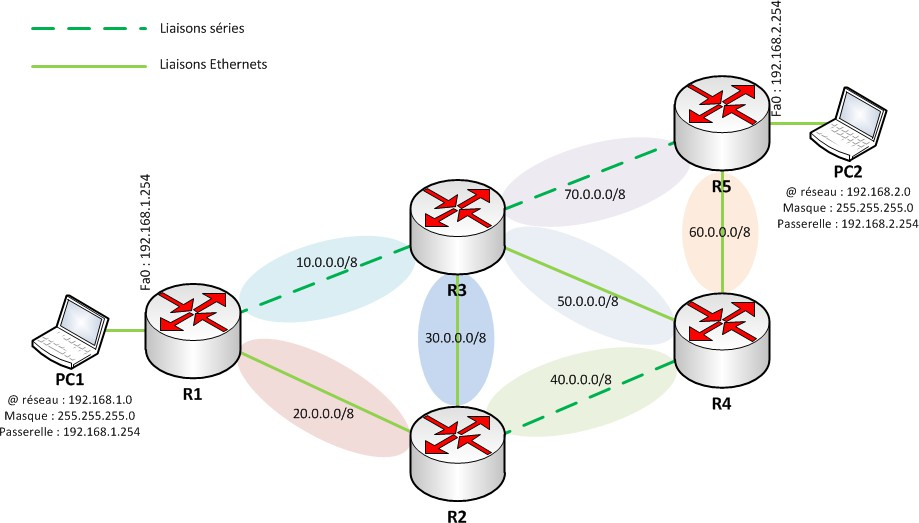 Liaisons séries
Liaisons Ethernets
Fa0 : 192.168.2.254
PC2
@ réseau : 192.168.2.0
Masque : 255.255.255.0
Passerelle : 192.168.2.254
R5
70.0.0.0/8
60.0.0.0/8
Fa0 : 192.168.1.254
10.0.0.0/8
R3
50.0.0.0/8
30.0.0.0/8
PC1
@ réseau : 192.168.1.0
Masque : 255.255.255.0
Passerelle : 192.168.1.254
R1
20.0.0.0/8
40.0.0.0/8
R4
R2